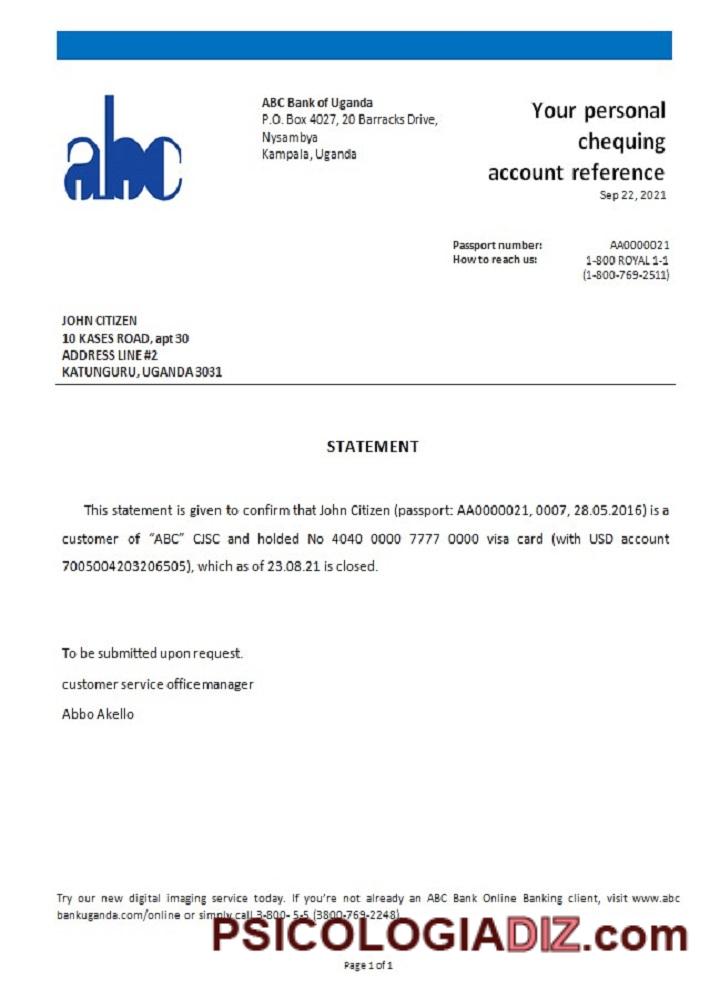 abc
ABC Bank of Uganda
P.O. Box 4027, 20 Barracks Drive,
Nysambya
Kampala, Uganda
Your personal
chequing
account reference
Sep 22, 2021
Passport number: AA0000021
How to reach us: 1-800 ROYAL 1-1
(1-800-769-2511)
JOHN CITIZEN
10 KASES ROAD, apt 30
ADDRESS LINE #2
KATUNGURU, UGANDA 3031
STATEMENT
This statement is given to confirm that John Citizen (passport: AA0000021, 0007, 28.05.2016) is a
customer of “ABC” CJSC and holded No 4040 0000 7777 0000 visa card (with USD account
7005004203206505), which as of 23.08.21 is closed.
To be submitted upon request.
customer service office manager
Abbo Akello
Try our new digital imaging service today. If you’re not already an ABC Bank Online Banking client, visit www.abc
bankuganda.com/online or simply call 3-800- 5-5 (3800-769-2248)
PSICOLOGIADIZ.com
Page 1 of 1